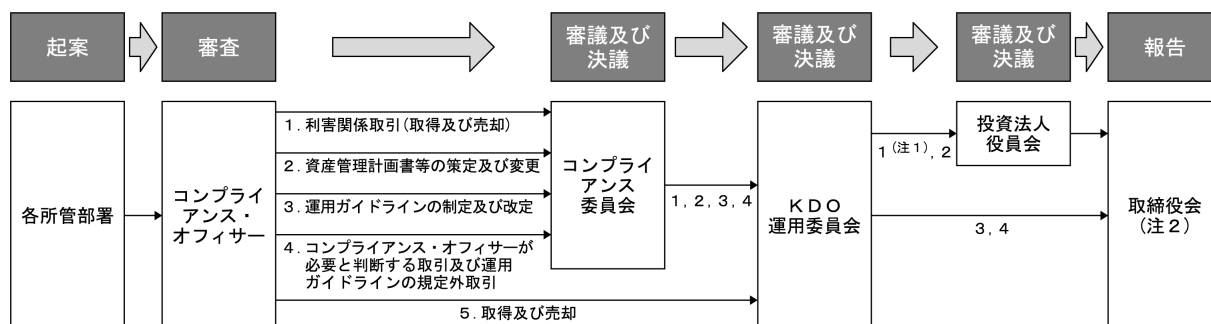 起案
審査
審議及び
決議
審議及び
決議
審議及び
決議
報告
各所管部署
コンプライ
アンス・
オフィサー
1．利害関係取引(取得及び売却)
2．資産管理計画書等の策定及び変更
3．運用ガイドラインの制定及び改定
4．コンプライアンス・オフィサーが
必要と判断する取引及び運用
ガイドラインの規定外取引
5．取得及び売却
コンプライ
アンス
委員会
1, 2, 3, 4
ＫＤＯ
運用委員会
1(注1), 2
3, 4
投資法人
役員会
取締役会
(注２)